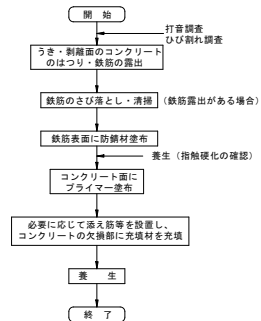 開 始
打音調査
ひび割れ調査
うき・剥離面のコンクリート
のはつり・鉄筋の露出
鉄筋のさび落とし・清掃 (鉄筋露出がある場合)
鉄筋表面に防錆材塗布
養生（指触硬化の確認）
コンクリート面に
プライマー塗布
必要に応じて添え筋等を設置し、
コンクリートの欠損部に充填材を充填
養 生
終 了